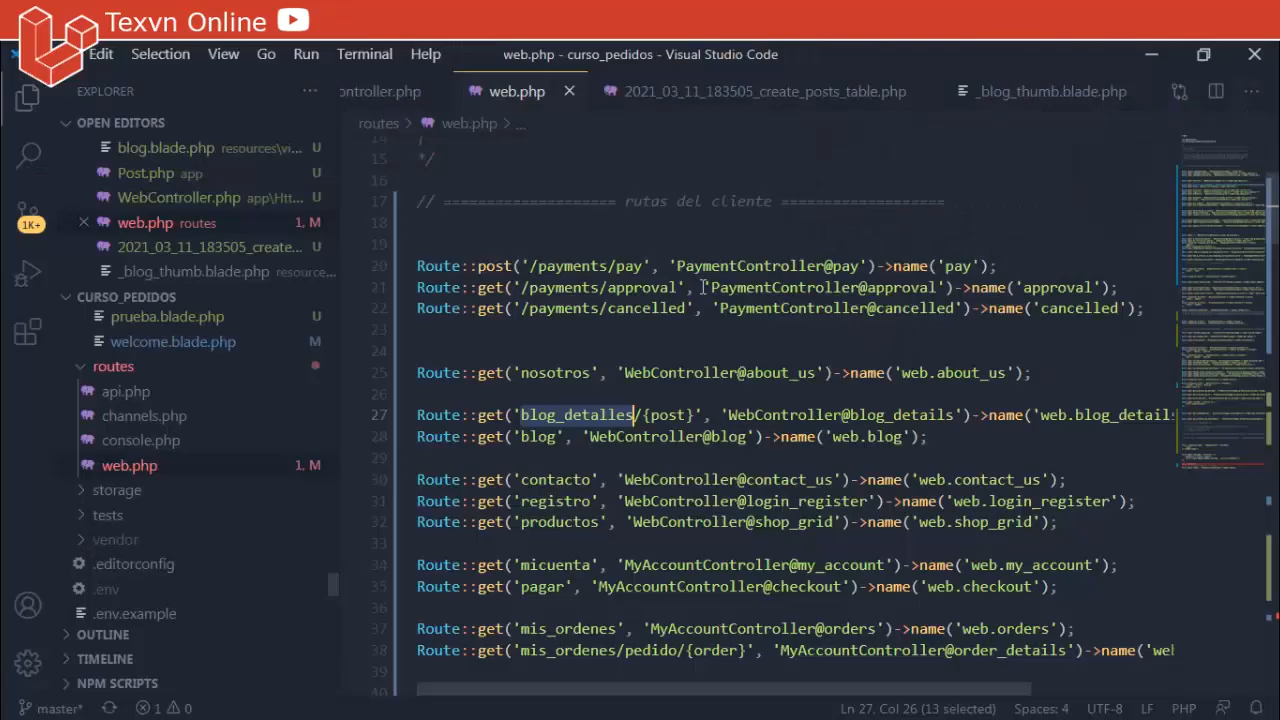 Texvn Online
Edit Selection View Go Run Terminal Help web.php - curso_pedidos - Visual Studio Code
EXPLORER
ontroller.php web.php 2021_03_11_183505_create_posts_table.php _blog_thumb.blade.php
routes > web.php > ...
OPEN EDITORS
blog.blade.php resources\vi... U
Post.php app U
WebController.php app\Htt... U
web.php routes 1, M
2021_03_11_183505_create... U
_blog_thumb.blade.php resource...
CURSO_PEDIDOS
prueba.blade.php U
welcome.blade.php M
routes
api.php
channels.php
console.php
web.php 1, M
storage
tests
vendor
.editorconfig
.env
.env.example
OUTLINE
TIMELINE
NPM SCRIPTS
1K+
14 |
15 */
16
17 // ==================== rutas del cliente ===================
18
19
20 Route::post('/payments/pay', 'PaymentController@pay')->name('pay');
21 Route::get('/payments/approval', 'PaymentController@approval')->name('approval');
22 Route::get('/payments/cancelled', 'PaymentController@cancelled')->name('cancelled');
23
24
25 Route::get('nosotros', 'WebController@about_us')->name('web.about_us');
26
27 Route::get('blog_detalles/{post}', 'WebController@blog_details')->name('web.blog_detail
28 Route::get('blog', 'WebController@blog')->name('web.blog');
29
30 Route::get('contacto', 'WebController@contact_us')->name('web.contact_us');
31 Route::get('registro', 'WebController@login_register')->name('web.login_register');
32 Route::get('productos', 'WebController@shop_grid')->name('web.shop_grid');
33
34 Route::get('micuenta', 'MyAccountController@my_account')->name('web.my_account');
35 Route::get('pagar', 'MyAccountController@checkout')->name('web.checkout');
36
37 Route::get('mis_ordenes', 'MyAccountController@orders')->name('web.orders');
38 Route::get('mis_ordenes/pedido/{order}', 'MyAccountController@order_details')->name('we
39
40
master* 1 0 Ln 27, Col 26 (13 selected) Spaces: 4 UTF-8 LF PHP